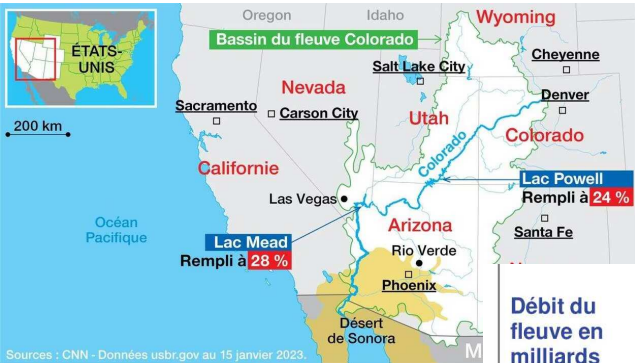 Oregon
Idaho
Wyoming
ÉTATS-
UNIS
Bassin du fleuve Colorado
Salt Lake City
Cheyenne
Nevada
Sacramento
Carson City
Denver
200 km
Utah
Colorado
Colorado
Californie
Lac Powell
Rempli à 24 %
Las Vegas
Océan
Pacifique
Arizona
Santa Fe
Lac Mead
Rempli à 28 %
Rio Verde
Phoenix
Débit du
fleuve en
milliards
Désert
de Sonora
M
Sources : CNN - Données usbr.gov au 15 janvier 2023.